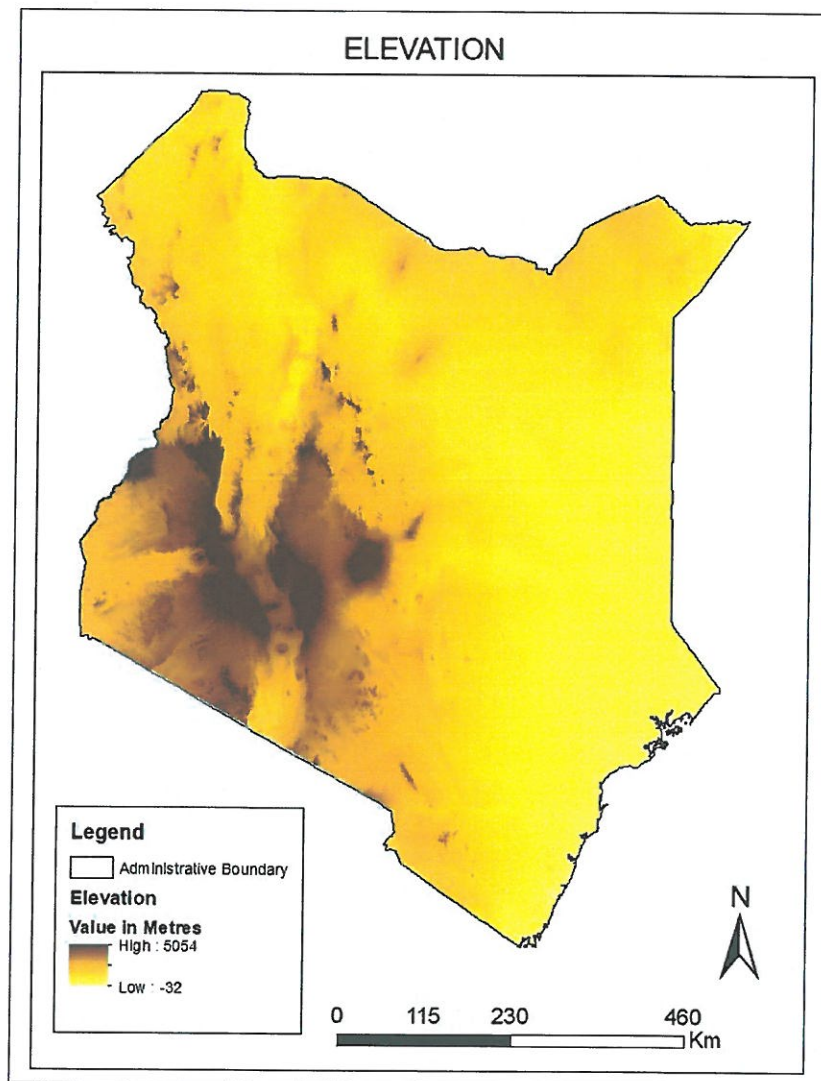 ELEVATION
Legend
Administrative Boundary
Elevation
Value in Metres
High : 5054
Low : -32
N
0 115 230 460
Km